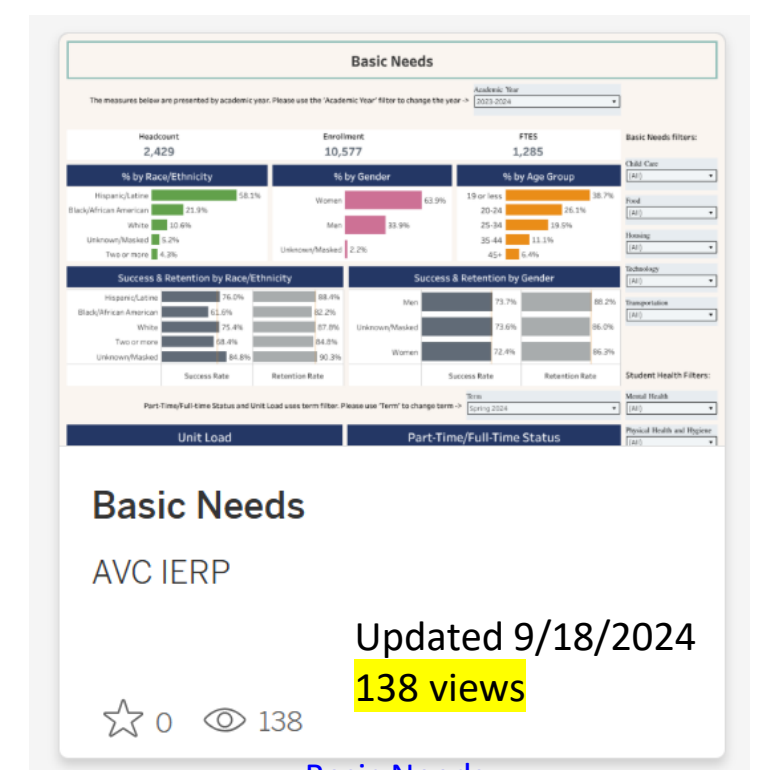 Basic Needs
The measures below are presented by academic year. Please use the 'Academic Year' filter to change the year ->
Academic Year
2023-2024
Headcount
2,429
Enrollment
10,577
FTES
1,285
Basic Needs filters:
% by Race/Ethnicity
Hispanic/Latine 58.1%
Black/African American 21.9%
White 10.6%
Unknown/Masked 5.2%
Two or more 4.3%
% by Gender
Women 63.9%
Men 33.9%
Unknown/Masked 2.2%
% by Age Group
19 or less 38.7%
20-24 26.1%
25-34 19.5%
35-44 11.1%
45+ 6.4%
Child Care
(All)
Food
(All)
Housing
(All)
Technology
(All)
Transportation
(All)
Success & Retention by Race/Ethnicity
Hispanic/Latine 76.0% 88.4%
Black/African American 61.6% 82.2%
White 75.4% 87.8%
Two or more 68.4% 84.8%
Unknown/Masked 84.8% 90.3%
Success Rate Retention Rate
Success & Retention by Gender
Men 73.7% 88.2%
Unknown/Masked 73.6% 86.0%
Women 72.4% 86.3%
Success Rate Retention Rate
Student Health Filters:
Part-Time/Full-time Status and Unit Load uses term filter. Please use 'Term' to change term ->
Term
Spring 2024
Mental Health
(All)
Physical Health and Hygiene
(All)
Unit Load
Part-Time/Full-Time Status
Basic Needs
AVC IERP
Updated 9/18/2024
138 views
0 138
Basic Needs